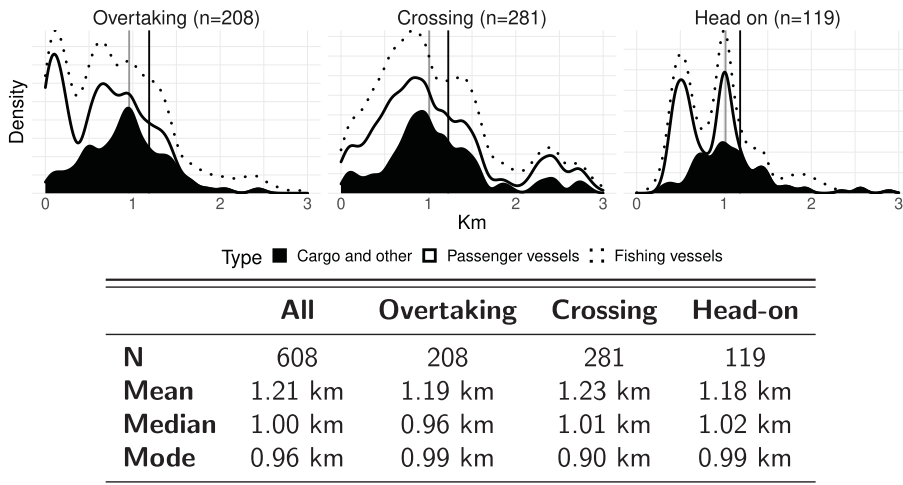 Overtaking (n=208) Crossing (n=281) Head on (n=119)
Density
0 1 2 3 0 1 2 3 0 1 2 3
Km
Type Cargo and other Passenger vessels Fishing vessels
All Overtaking Crossing Head-on
N 608 208 281 119
Mean 1.21 km 1.19 km 1.23 km 1.18 km
Median 1.00 km 0.96 km 1.01 km 1.02 km
Mode 0.96 km 0.99 km 0.90 km 0.99 km